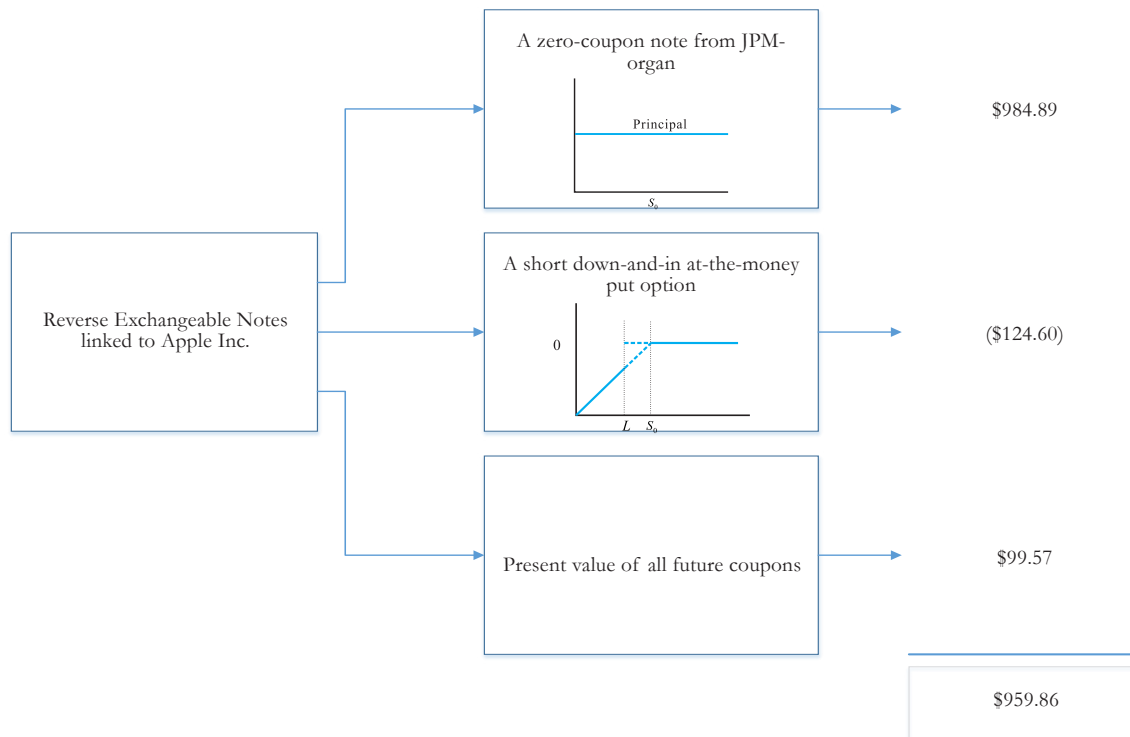 A zero-coupon note from JPM-
organ
Principal
S₀
$984.89
Reverse Exchangeable Notes
linked to Apple Inc.
A short down-and-in at-the-money
put option
0
L S₀
($124.60)
Present value of all future coupons
$99.57
$959.86